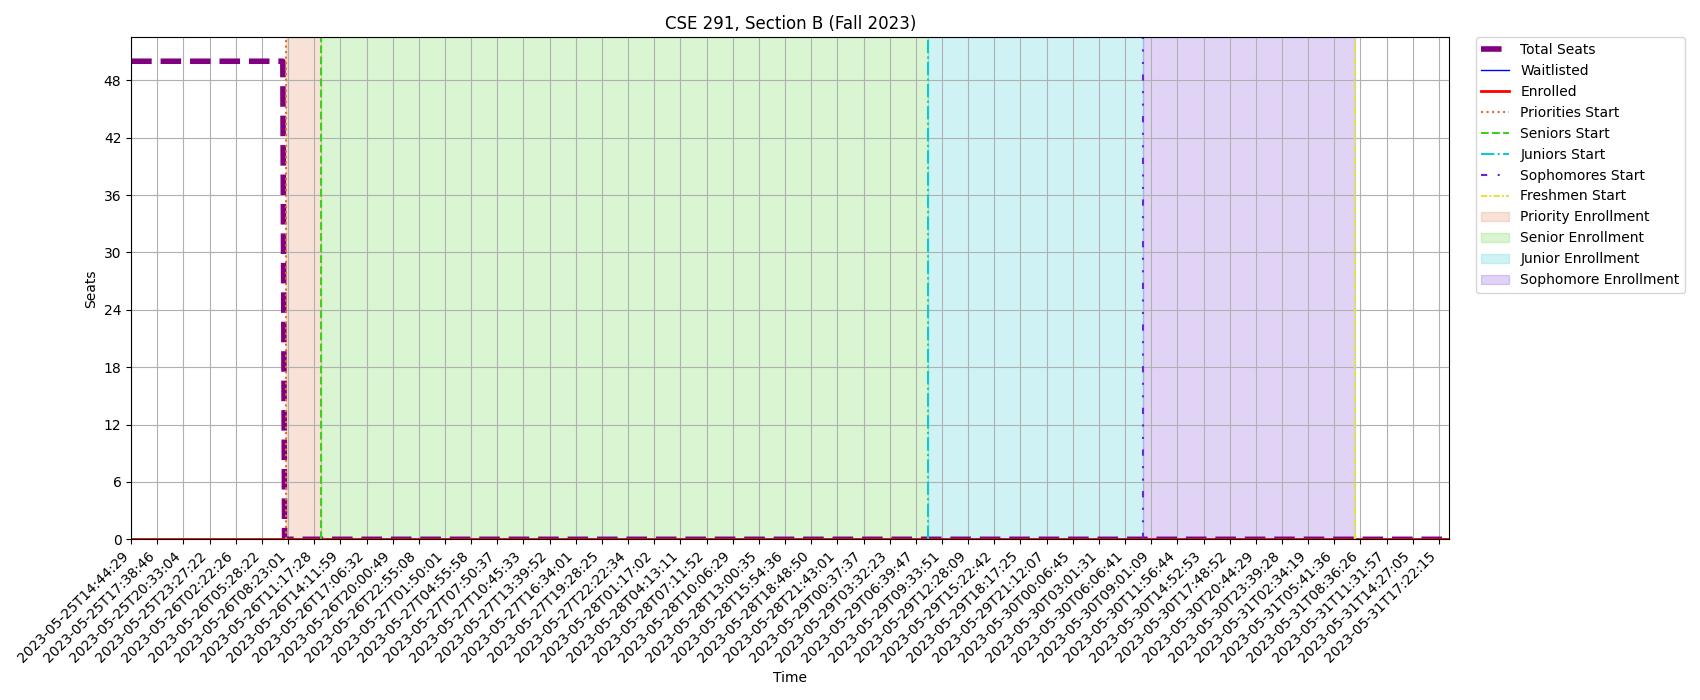 CSE 291, Section B (Fall 2023)
Total Seats
Waitlisted
Enrolled
Priorities Start
Seniors Start
Juniors Start
Sophomores Start
Freshmen Start
Priority Enrollment
Senior Enrollment
Junior Enrollment
Sophomore Enrollment
Seats
48
42
36
30
24
18
12
6
0
2023-05-25T14:44:29
2023-05-25T17:38:46
2023-05-25T20:33:04
2023-05-25T23:27:22
2023-05-26T02:22:26
2023-05-26T05:28:22
2023-05-26T08:23:01
2023-05-26T11:17:28
2023-05-26T14:11:59
2023-05-26T17:06:32
2023-05-26T20:00:49
2023-05-26T22:55:08
2023-05-27T01:50:01
2023-05-27T04:55:58
2023-05-27T07:50:37
2023-05-27T10:45:33
2023-05-27T13:39:52
2023-05-27T16:34:01
2023-05-27T19:28:25
2023-05-27T22:22:34
2023-05-28T01:17:02
2023-05-28T04:13:11
2023-05-28T07:11:52
2023-05-28T10:06:29
2023-05-28T13:00:35
2023-05-28T15:54:36
2023-05-28T18:48:50
2023-05-28T21:43:01
2023-05-29T00:37:37
2023-05-29T03:32:23
2023-05-29T06:39:47
2023-05-29T09:33:51
2023-05-29T12:28:09
2023-05-29T15:22:42
2023-05-29T18:17:25
2023-05-29T21:12:07
2023-05-30T00:06:45
2023-05-30T03:01:31
2023-05-30T06:06:41
2023-05-30T09:01:09
2023-05-30T11:56:44
2023-05-30T14:52:53
2023-05-30T17:48:52
2023-05-30T20:44:29
2023-05-30T23:39:28
2023-05-31T02:34:19
2023-05-31T05:41:36
2023-05-31T08:36:26
2023-05-31T11:31:57
2023-05-31T14:27:05
2023-05-31T17:22:15
Time